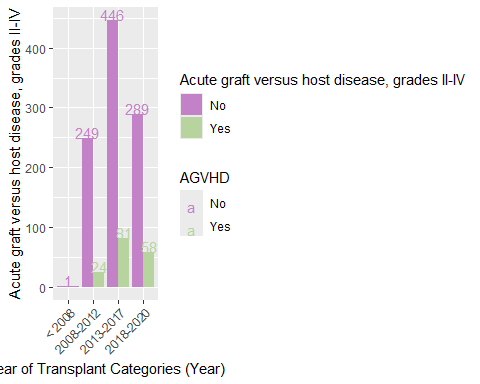 Acute graft versus host disease, grades II-IV
400
300
200
100
0
446
289
249
81
58
24
1
<2008
2008-2012
2013-2017
2018-2020
ear of Transplant Categories (Year)
Acute graft versus host disease, grades II-IV
No
Yes
AGVHD
a No
a Yes